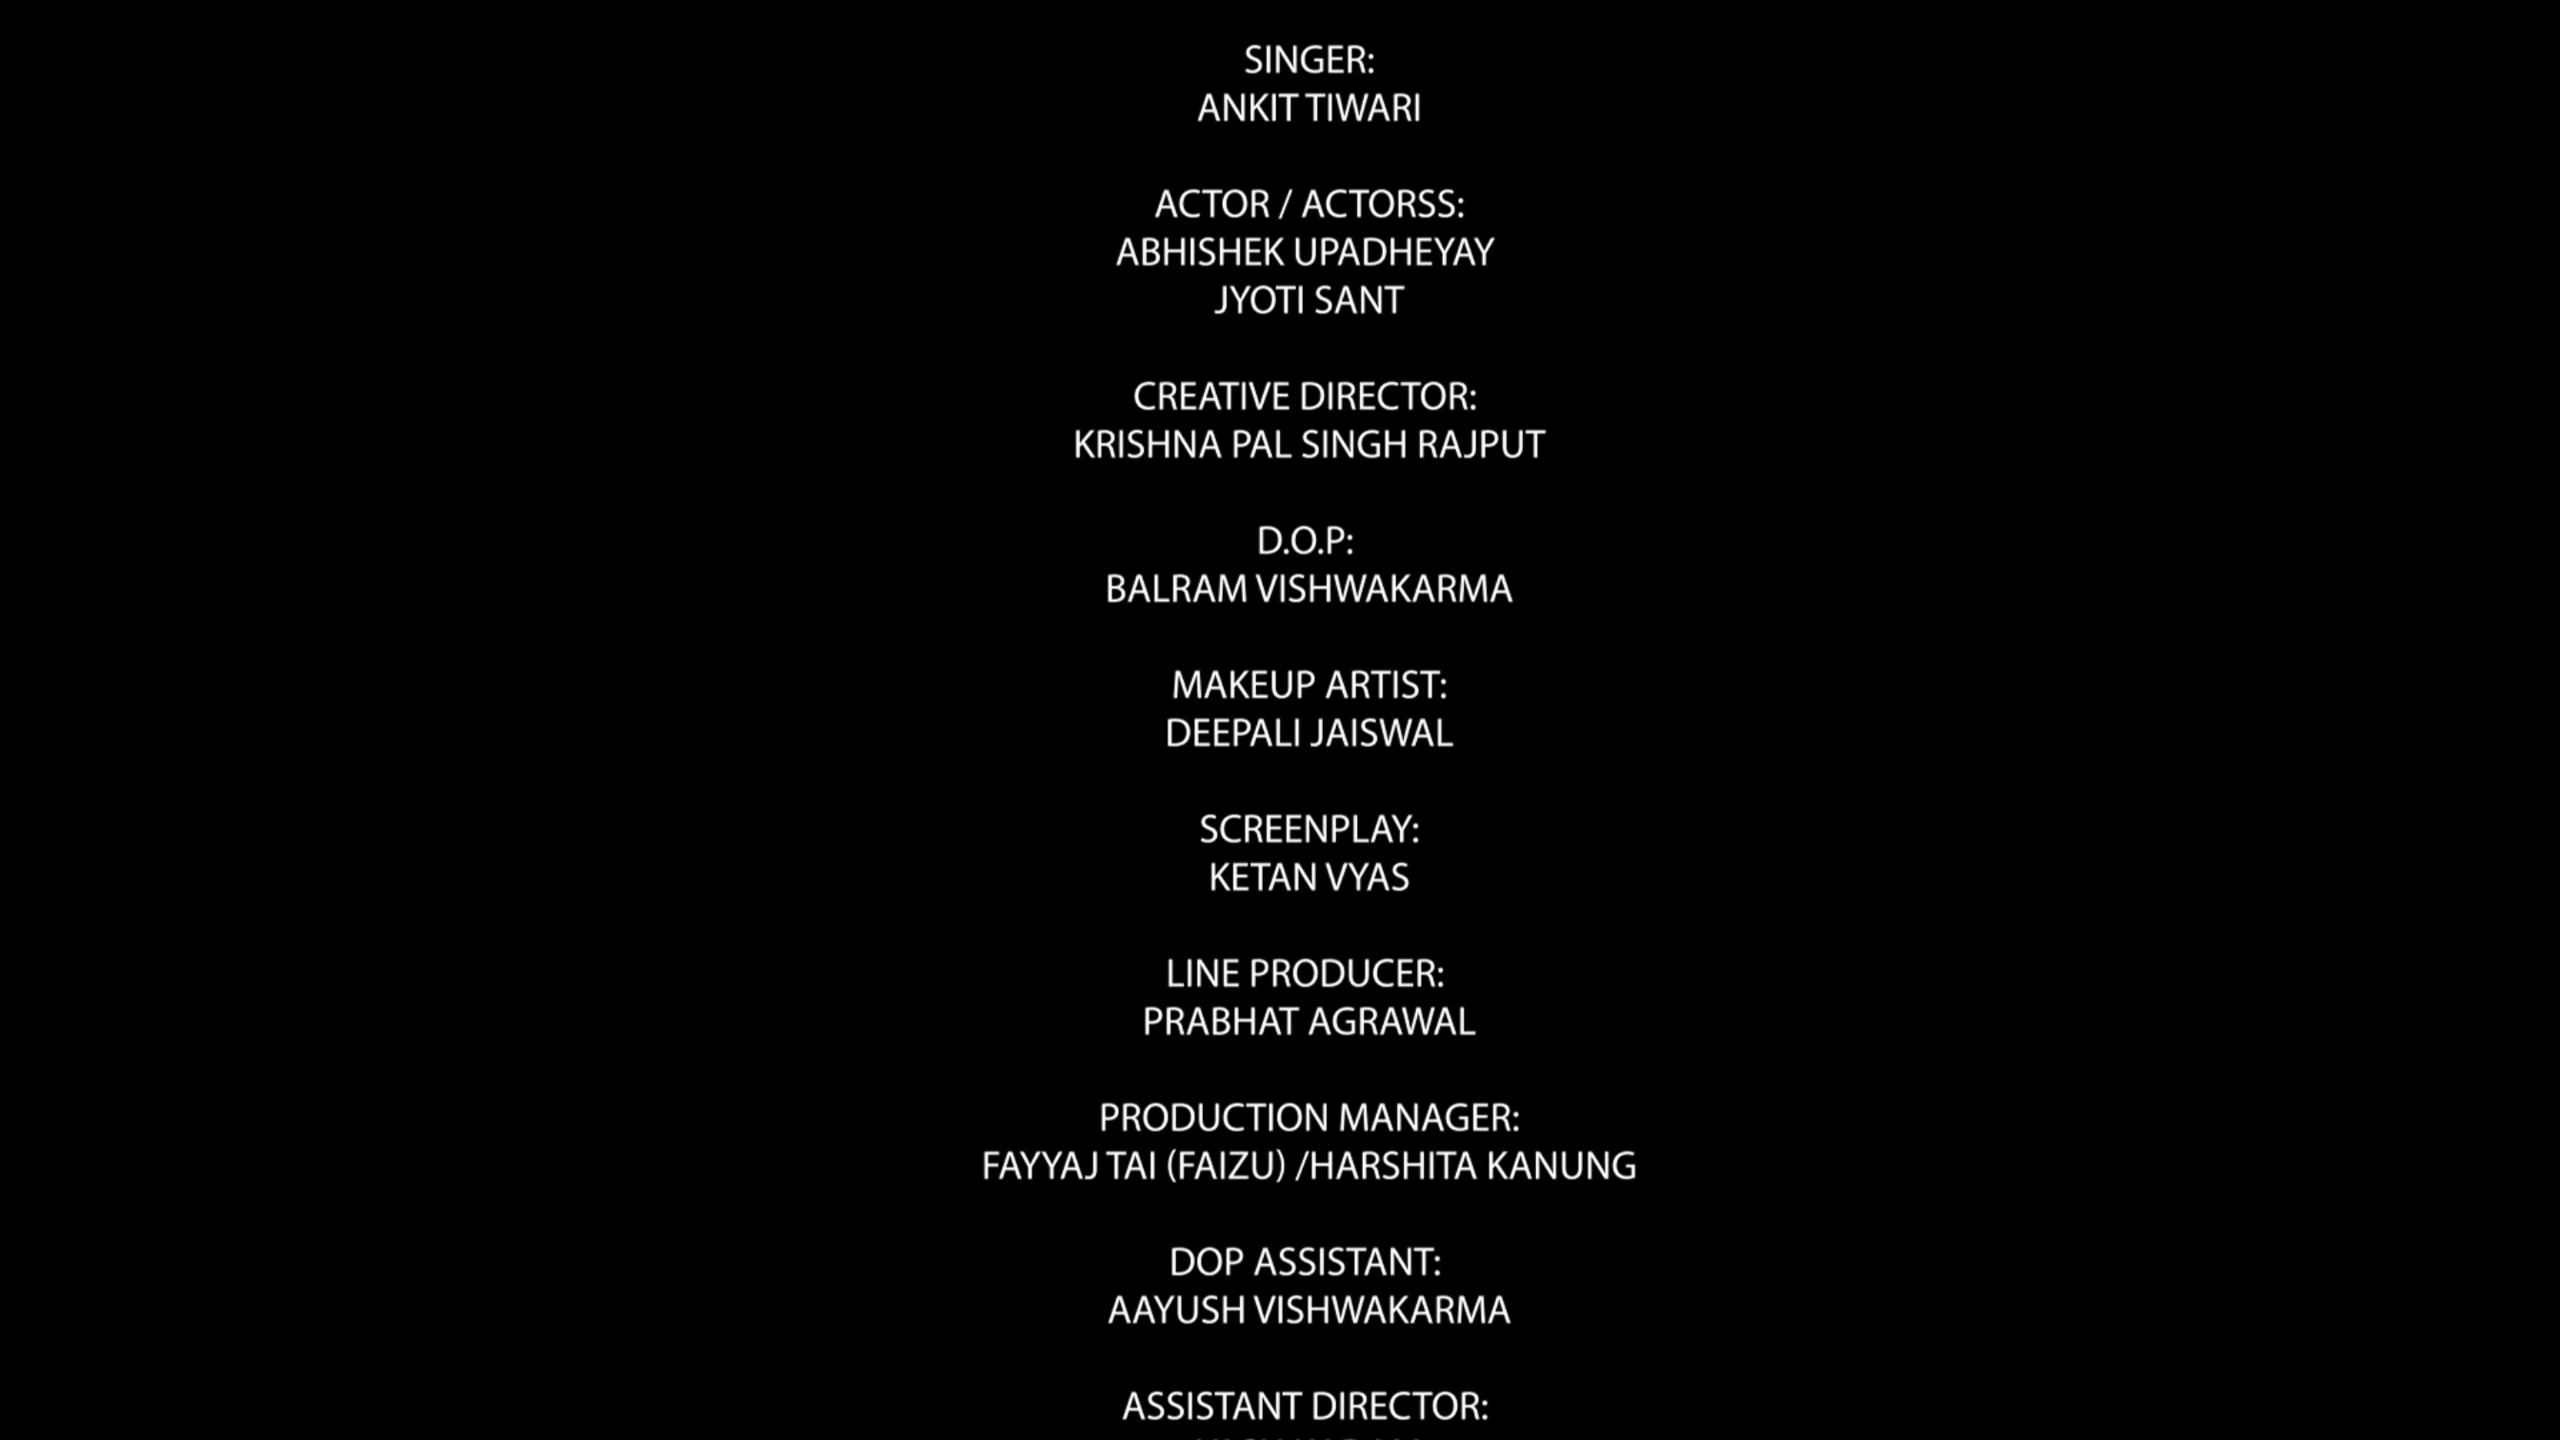 SINGER:
ANKIT TIWARI
ACTOR / ACTORSS:
ABHISHEK UPADHEYAY
JYOTI SANT
CREATIVE DIRECTOR:
KRISHNA PAL SINGH RAJPUT
D.O.P:
BALRAM VISHWAKARMA
MAKEUP ARTIST:
DEEPALI JAISWAL
SCREENPLAY:
KETAN VYAS
LINE PRODUCER:
PRABHAT AGRAWAL
PRODUCTION MANAGER:
FAYYAJ TAI (FAIZU) /HARSHITA KANUNG
DOP ASSISTANT:
AAYUSH VISHWAKARMA
ASSISTANT DIRECTOR: